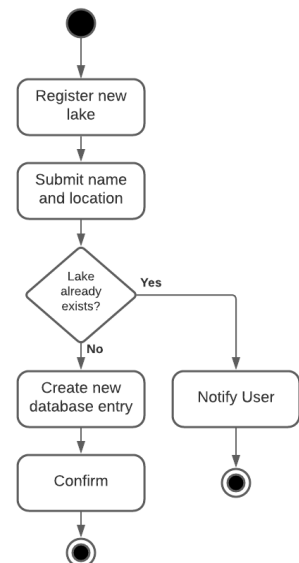 Register new
lake
Submit name
and location
Lake
already
exists?
Yes
No
Create new
database entry
Notify User
Confirm